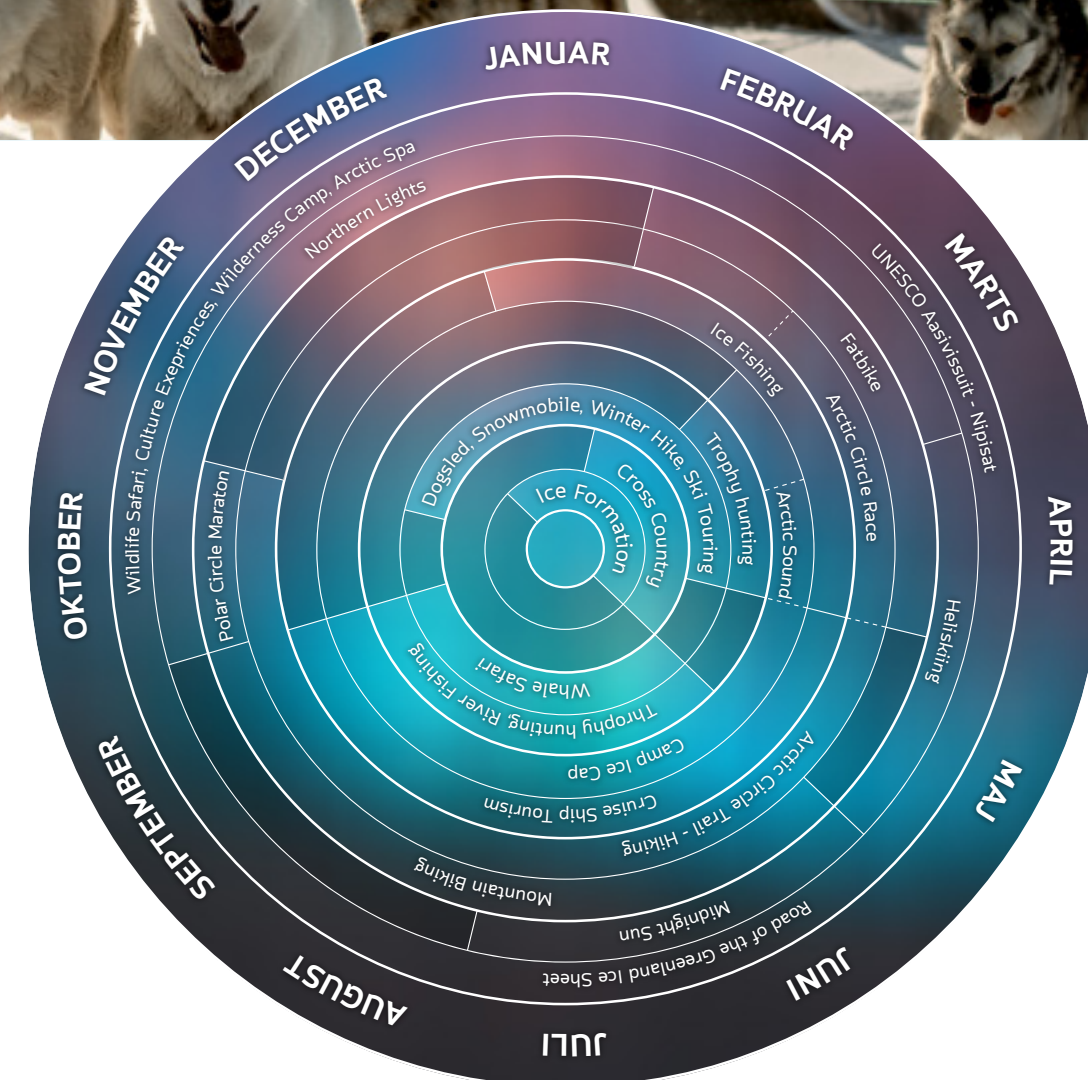 JANUAR
FEBRUAR
MARTS
APRIL
MAJ
JUNI
JULI
AUGUST
SEPTEMBER
OKTOBER
NOVEMBER
DECEMBER
Wildlife Safari, Culture Exepriences, Wilderness Camp, Arctic Spa
UNESCO Aasivissuit - Nipisat
Road of the Greenland Ice Sheet
Northern Lights
Heliskiing
Midnight Sun
Polar Circle Maraton
Fatbike
Mountain Biking
Arctic Circle Race
Arctic Circle Trail - Hiking
Ice Fishing
Cruise Ship Tourism
Arctic Sound
Camp Ice Cap
Trophy hunting
Throphy hunting, River Fishing
Dogsled, Snowmobile, Winter Hike, Ski Touring
Whale Safari
Cross Country
Ice Formation